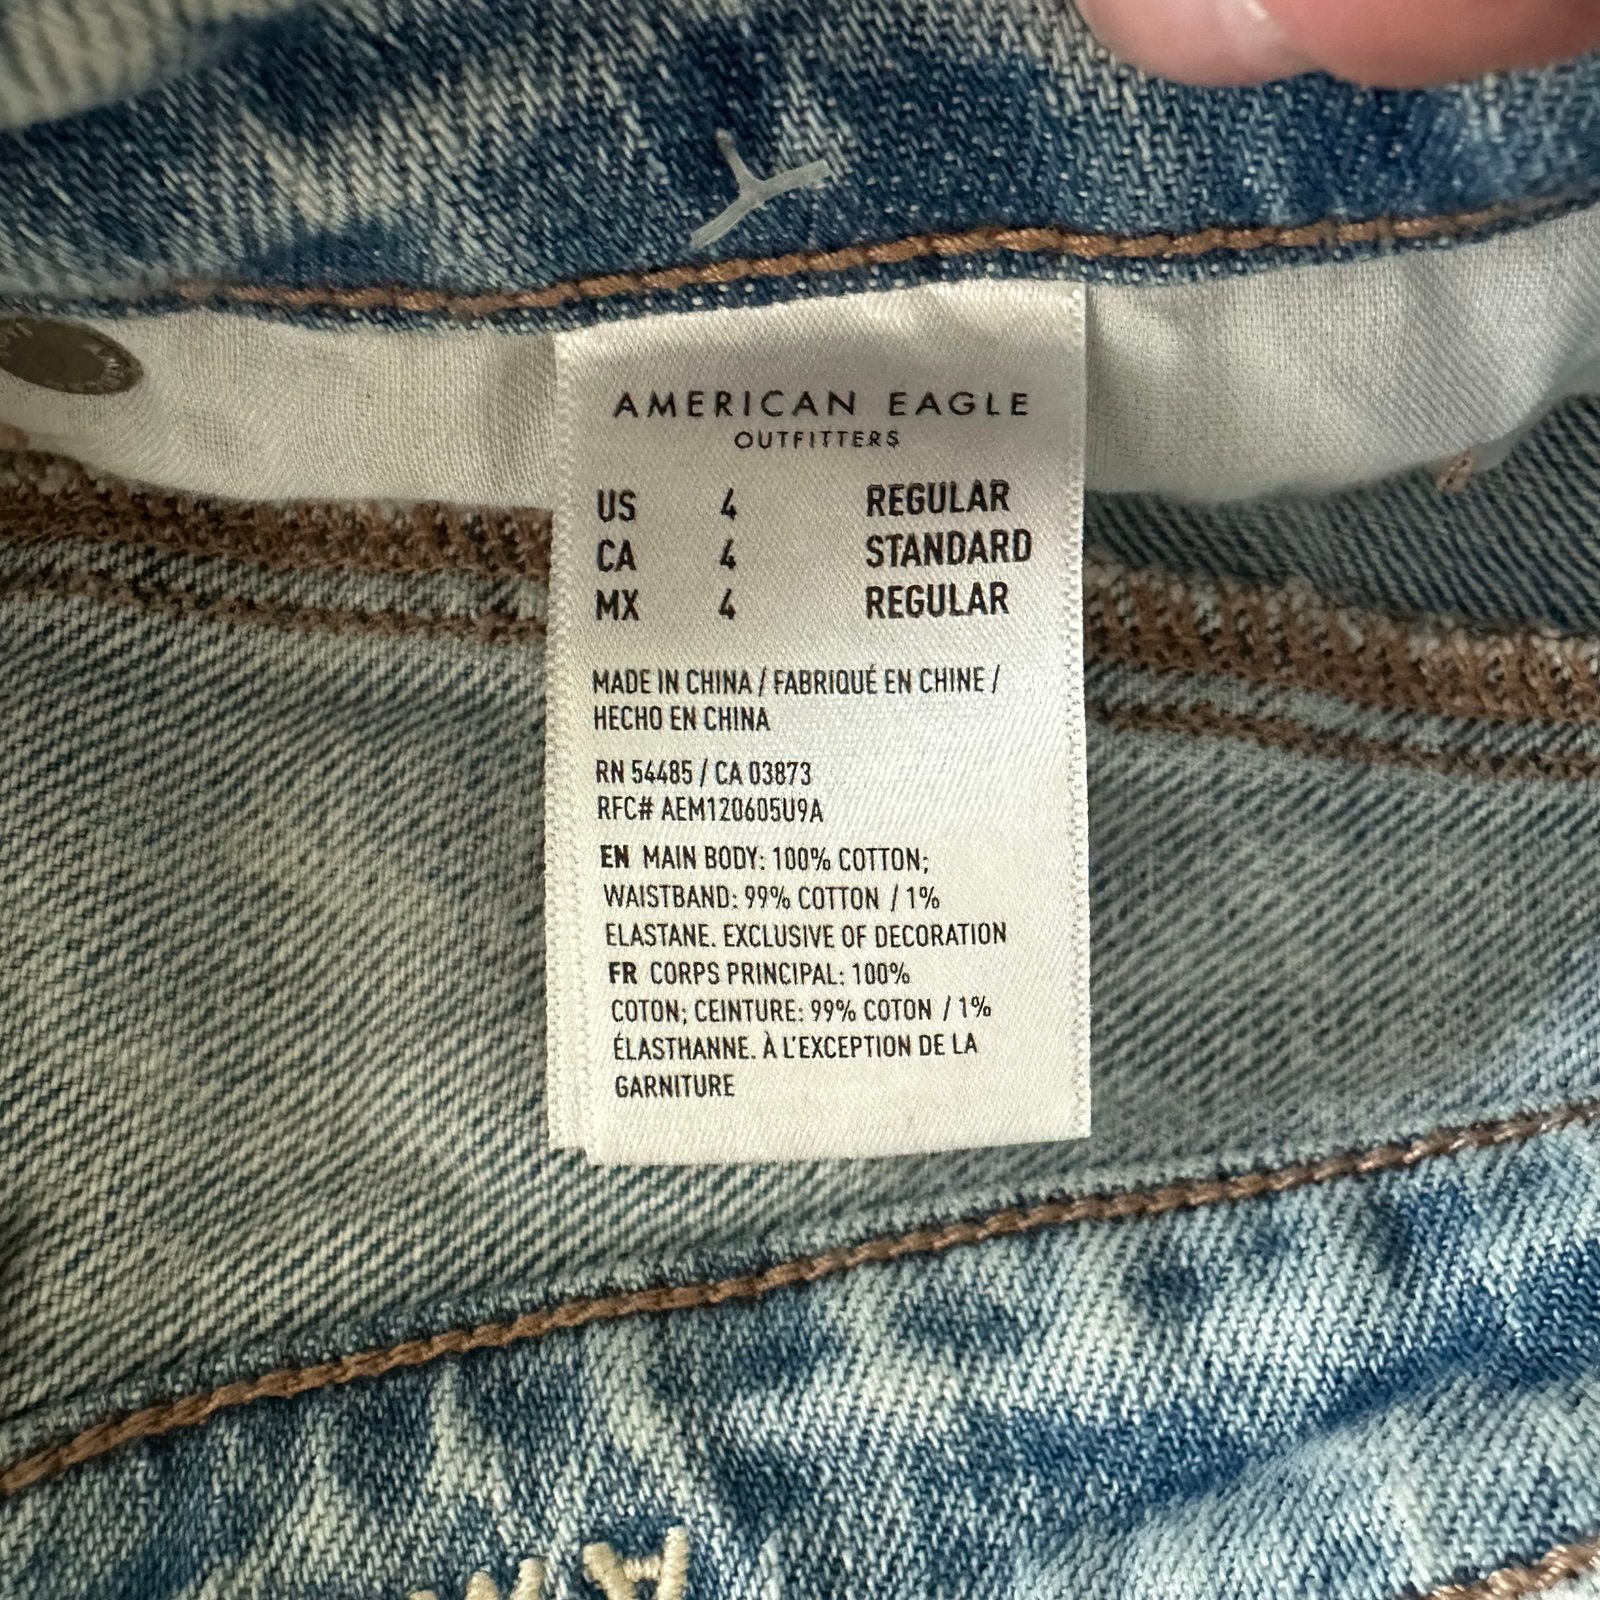 AMERICAN EAGLE
OUTFITTERS
US 4 REGULAR
CA 4 STANDARD
MX 4 REGULAR
MADE IN CHINA / FABRIQUÉ EN CHINE /
HECHO EN CHINA
RN 54485 / CA 03873
RFC# AEM120605U9A
EN MAIN BODY: 100% COTTON;
WAISTBAND: 99% COTTON / 1%
ELASTANE. EXCLUSIVE OF DECORATION
FR CORPS PRINCIPAL: 100%
COTON; CEINTURE: 99% COTON / 1%
ÉLASTHANNE. À L'EXCEPTION DE LA
GARNITURE